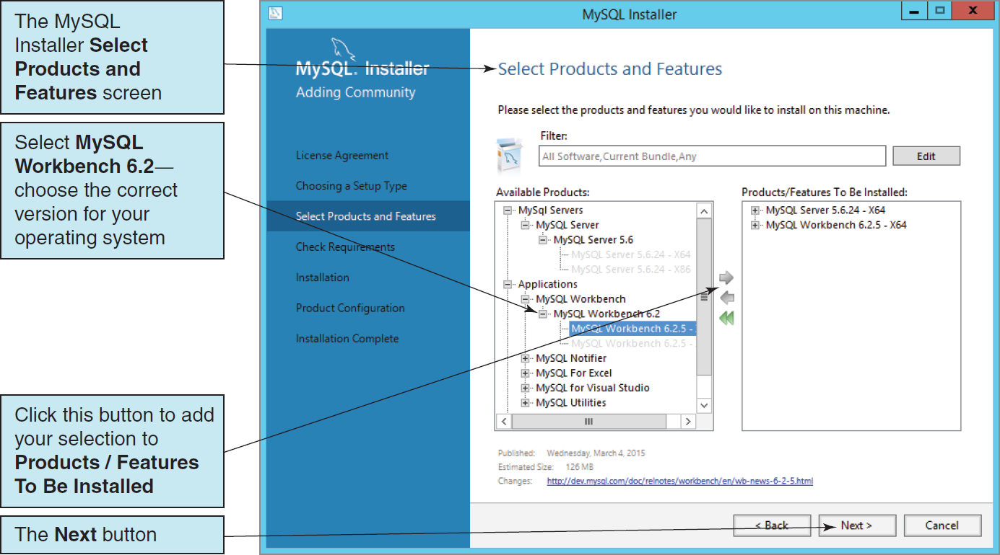 The MySQL
Installer Select
Products and
Features screen
Select MySQL
Workbench 6.2—
choose the correct
version for your
operating system
Click this button to add
your selection to
Products / Features
To Be Installed
The Next button
MySQL Installer
MySQL. Installer
Adding Community
License Agreement
Choosing a Setup Type
Select Products and Features
Check Requirements
Installation
Product Configuration
Installation Complete
Select Products and Features
Please select the products and features you would like to install on this machine.
Filter:
All Software,Current Bundle,Any
Edit
Available Products:
MySql Servers
MySQL Server
MySQL Server 5.6
MySQL Server 5.6.24 - X64
MySQL Server 5.6.24 - X86
Applications
MySQL Workbench
MySQL Workbench 6.2
MySQL Workbench 6.2.5 -
MySQL Workbench 6.2.5 -
MySQL Notifier
MySQL For Excel
MySQL for Visual Studio
MySQL Utilities
Products/Features To Be Installed:
MySQL Server 5.6.24 - X64
MySQL Workbench 6.2.5 - X64
Published: Wednesday, March 4, 2015
Estimated Size: 126 MB
Changes: http://dev.mysql.com/doc/relnotes/workbench/en/wb-news-6-2-5.html
< Back
Next >
Cancel